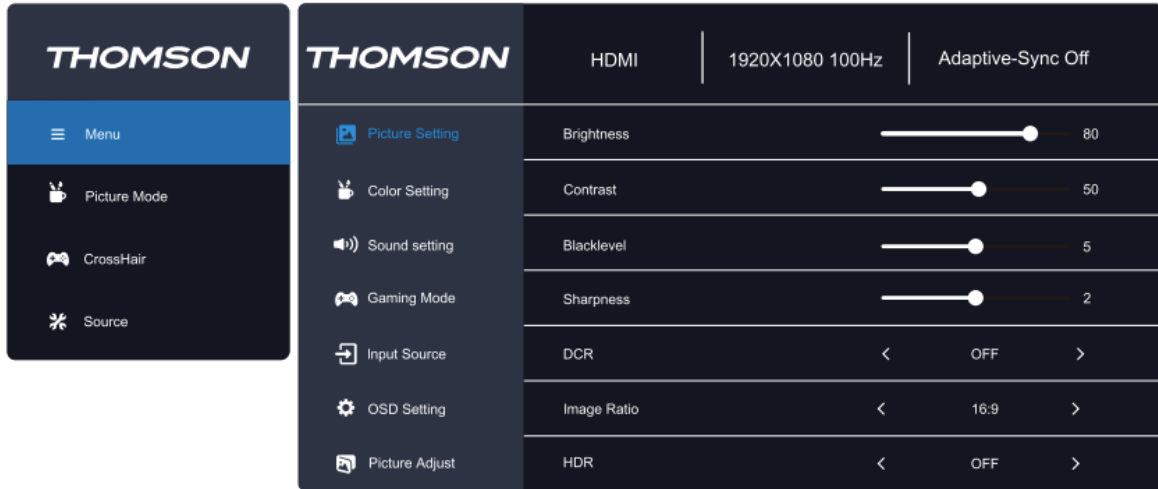 THOMSON
Menu
Picture Mode
CrossHair
Source
THOMSON
HDMI 1920X1080 100Hz Adaptive-Sync Off
Picture Setting
Color Setting
Sound setting
Gaming Mode
Input Source
OSD Setting
Picture Adjust
Brightness 80
Contrast 50
Blacklevel 5
Sharpness 2
DCR < OFF >
Image Ratio < 16:9 >
HDR < OFF >